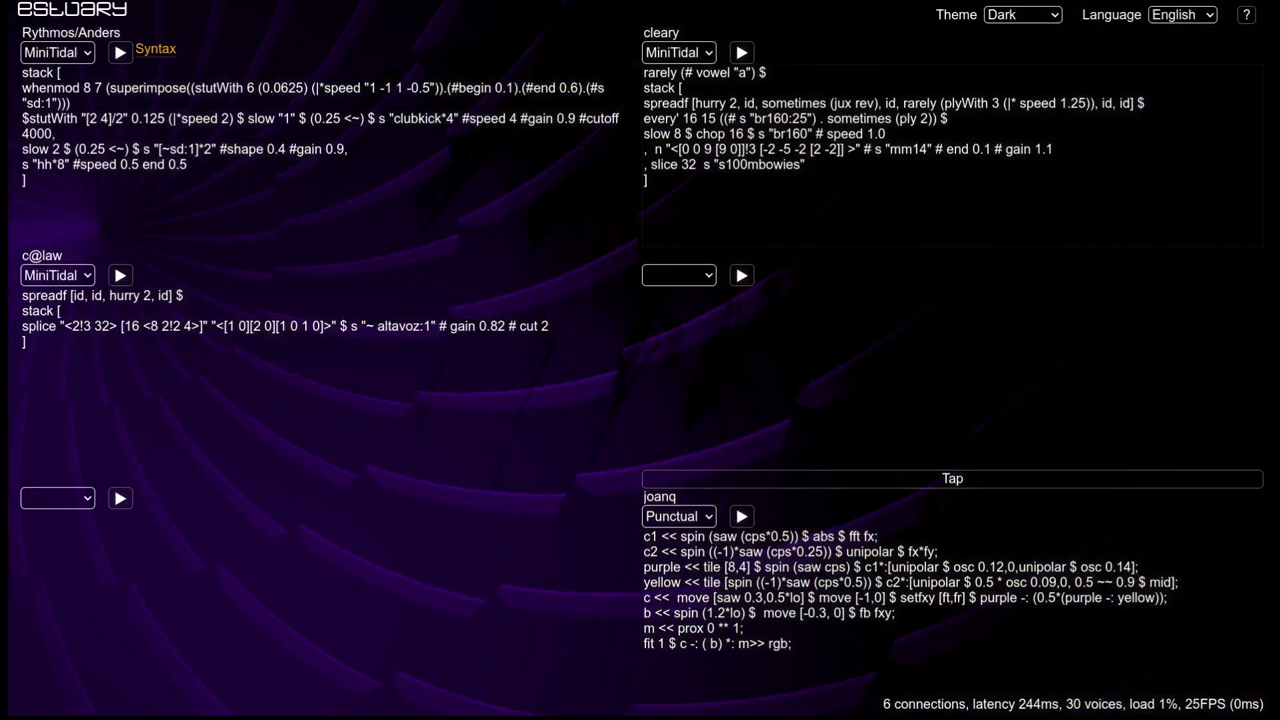 estuary
Theme Dark Language English ?
Rythmos/Anders
MiniTidal Syntax
stack [
whenmod 8 7 (superimpose((stutWith 6 (0.0625) (|*speed "1 -1 1 -0.5")).(#begin 0.1).(#end 0.6).(#s
"sd:1")))
$stutWith "[2 4]/2" 0.125 (|*speed 2) $ slow "1" $ (0.25 <~) $ s "clubkick*4" #speed 4 #gain 0.9 #cutoff
4000,
slow 2 $ (0.25 <~) $ s "[~sd:1]*2" #shape 0.4 #gain 0.9,
s "hh*8" #speed 0.5 end 0.5
]
cleary
MiniTidal
rarely (# vowel "a") $
stack [
spreadf [hurry 2, id, sometimes (jux rev), id, rarely (plyWith 3 (|* speed 1.25)), id, id] $
every' 16 15 ((# s "br160:25") . sometimes (ply 2)) $
slow 8 $ chop 16 $ s "br160" # speed 1.0
, n "<[0 0 9 [9 0]]!3 [-2 -5 -2 [2 -2]] >" # s "mm14" # end 0.1 # gain 1.1
, slice 32 s "s100mbowies"
]
c@law
MiniTidal
spreadf [id, id, hurry 2, id] $
stack [
splice "<2!3 32> [16 <8 2!2 4>]" "<[1 0][2 0][1 0 1 0]>" $ s "~ altavoz:1" # gain 0.82 # cut 2
]
Tap
joanq
Punctual
c1 << spin (saw (cps*0.5)) $ abs $ fft fx;
c2 << spin ((-1)*saw (cps*0.25)) $ unipolar $ fx*fy;
purple << tile [8,4] $ spin (saw cps) $ c1*:[unipolar $ osc 0.12,0,unipolar $ osc 0.14];
yellow << tile [spin ((-1)*saw (cps*0.5)) $ c2*:[unipolar $ 0.5 * osc 0.09,0, 0.5 ~~ 0.9 $ mid];
c << move [saw 0.3,0.5*lo] $ move [-1,0] $ setfxy [ft,fr] $ purple -: (0.5*(purple -: yellow));
b << spin (1.2*lo) $ move [-0.3, 0] $ fb fxy;
m << prox 0 ** 1;
fit 1 $ c -: ( b) *: m>> rgb;
6 connections, latency 244ms, 30 voices, load 1%, 25FPS (0ms)